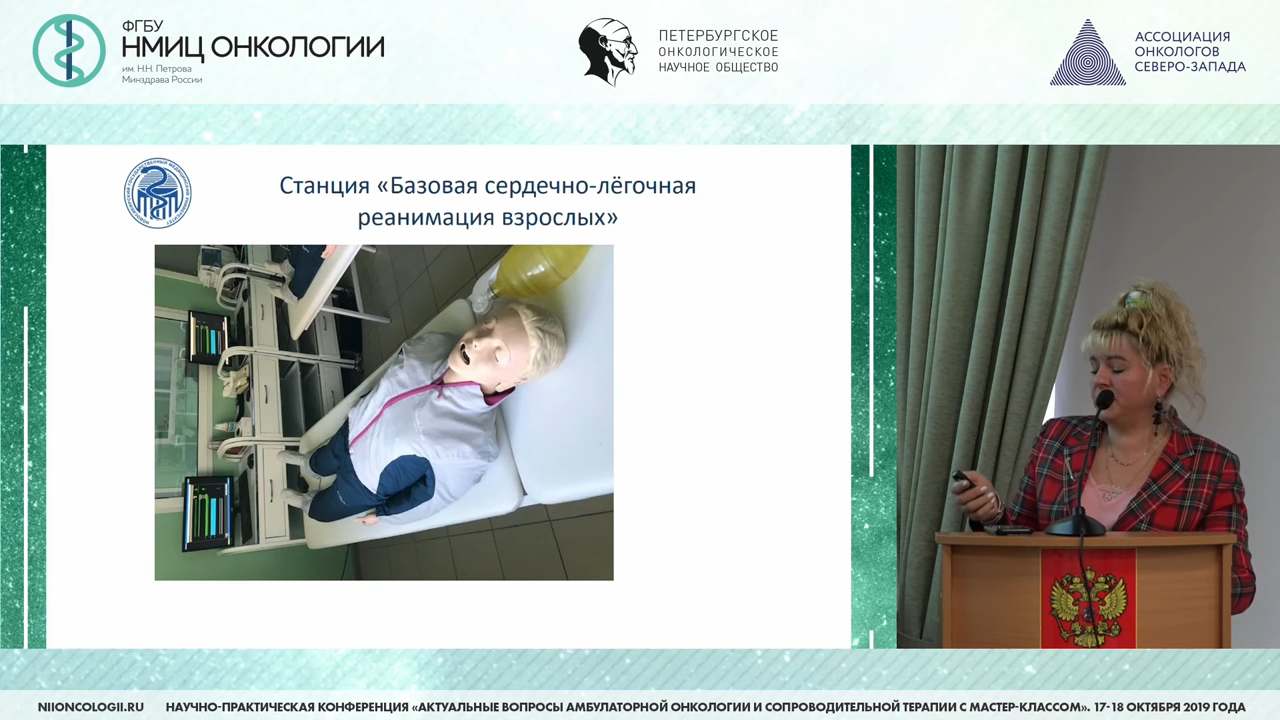 ФГБУ
НМИЦ ОНКОЛОГИИ
им. Н.Н. Петрова
Минздрава России
ПЕТЕРБУРГСКОЕ
ОНКОЛОГИЧЕСКОЕ
НАУЧНОЕ ОБЩЕСТВО
АССОЦИАЦИЯ
ОНКОЛОГОВ
СЕВЕРО-ЗАПАДА
Станция «Базовая сердечно-лёгочная
реанимация взрослых»
NIIONCOLOGII.RU НАУЧНО-ПРАКТИЧЕСКАЯ КОНФЕРЕНЦИЯ «АКТУАЛЬНЫЕ ВОПРОСЫ АМБУЛАТОРНОЙ ОНКОЛОГИИ И СОПРОВОДИТЕЛЬНОЙ ТЕРАПИИ С МАСТЕР-КЛАССОМ». 17-18 ОКТЯБРЯ 2019 ГОДА